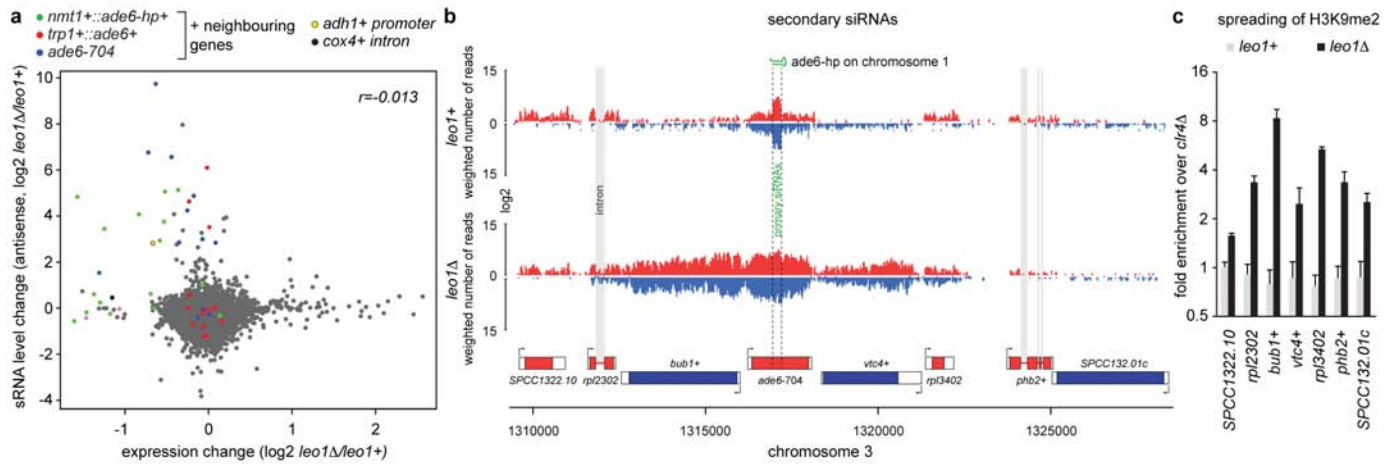 a
nmt1+::ade6-hp+
trp1+::ade6+
ade6-704
+ neighbouring
genes
adh1+ promoter
cox4+ intron
r=-0.013
sRNA level change (antisense, log2 leo1Δ/leo1+)
10
8
6
4
2
0
-2
-4
-1
0
1
2
expression change (log2 leo1Δ/leo1+)
b
secondary siRNAs
ade6-hp on chromosome 1
leo1+
weighted number of reads
15
0
15
log2
intron
primary siRNAs
leo1Δ
weighted number of reads
15
0
15
SPCC1322.10
rpl2302
bub1+
ade6-704
vtc4+
rpl3402
phb2+
SPCC132.01c
1310000
1315000
1320000
1325000
chromosome 3
c
spreading of H3K9me2
leo1+
leo1Δ
fold enrichment over clr4Δ
16
8
4
2
1
0.5
SPCC1322.10
rpl2302
bub1+
vtc4+
rpl3402
phb2+
SPCC132.01c